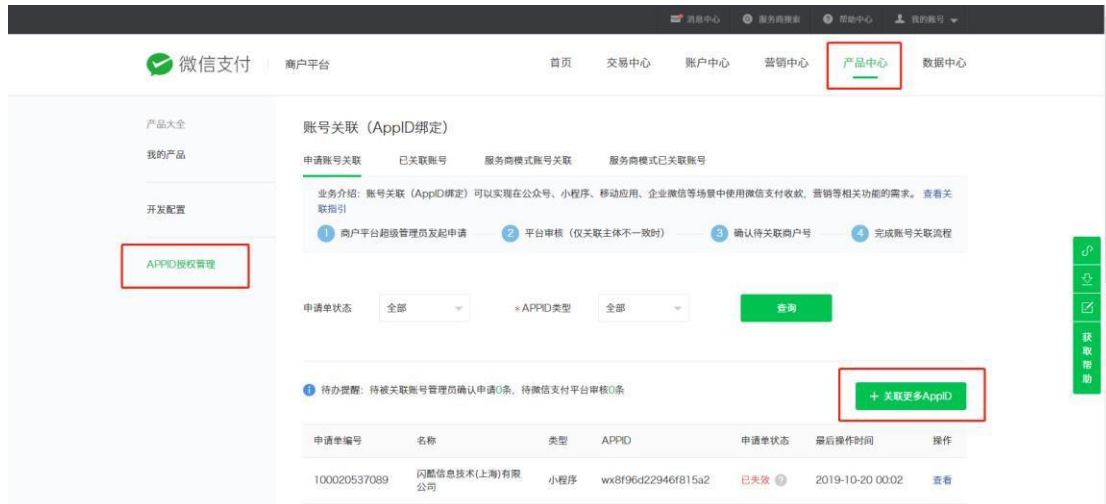 消息中心 服务商搜索 帮助中心 我的账号
微信支付 商户平台 首页 交易中心 账户中心 营销中心 产品中心 数据中心
产品大全
我的产品
开发配置
APPID授权管理
账号关联（AppID绑定）
申请账号关联 已关联账号 服务商模式账号关联 服务商模式已关联账号
业务介绍：账号关联（AppID绑定）可以实现在公众号、小程序、移动应用、企业微信等场景中使用微信支付收款，营销等相关功能的需求。 查看关
联指引
1 商户平台超级管理员发起申请 2 平台审核（仅关联主体不一致时） 3 确认待关联商户号 4 完成账号关联流程
申请单状态 全部 *APPID类型 全部 查询
待办提醒：待被关联账号管理员确认申请0条，待微信支付平台审核0条
+ 关联更多AppID
申请单编号 名称 类型 APPID 申请单状态 最后操作时间 操作
100020537089 闪酷信息技术(上海)有限
公司 小程序 wx8f96d22946f815a2 已失效 2019-10-20 00:02 查看
获
取
帮
助